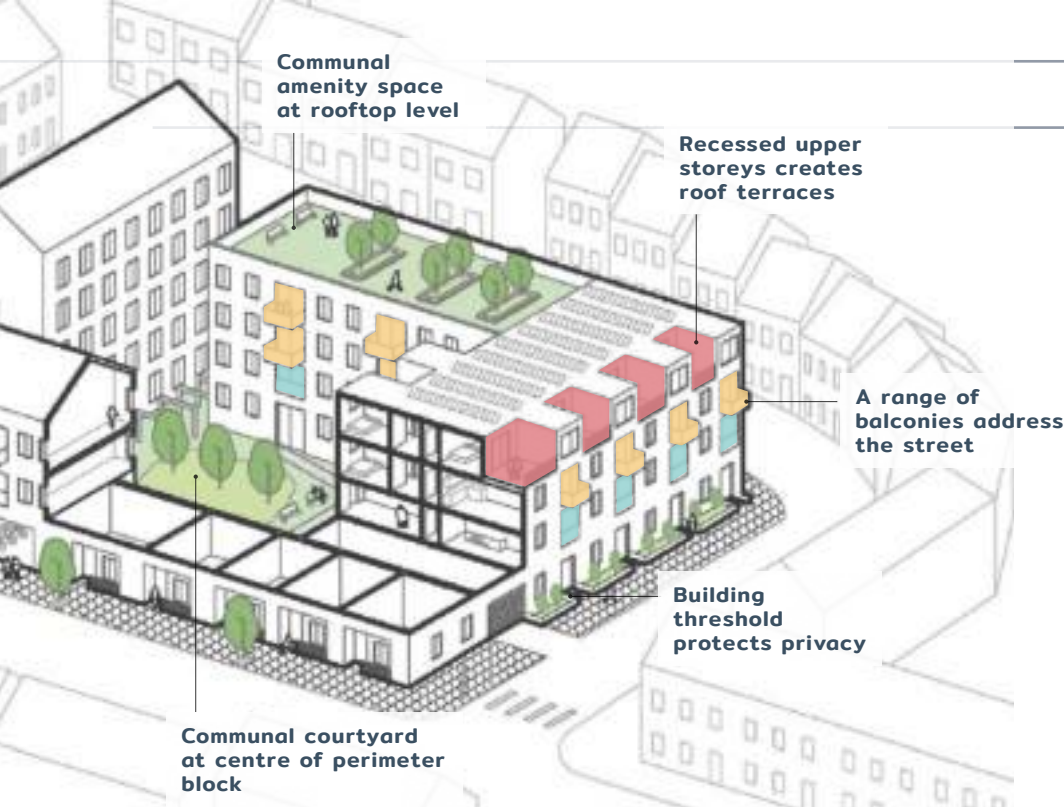 Communal
amenity space
at rooftop level
Recessed upper
storeys creates
roof terraces
A range of
balconies address
the street
Building
threshold
protects privacy
Communal courtyard
at centre of perimeter
block